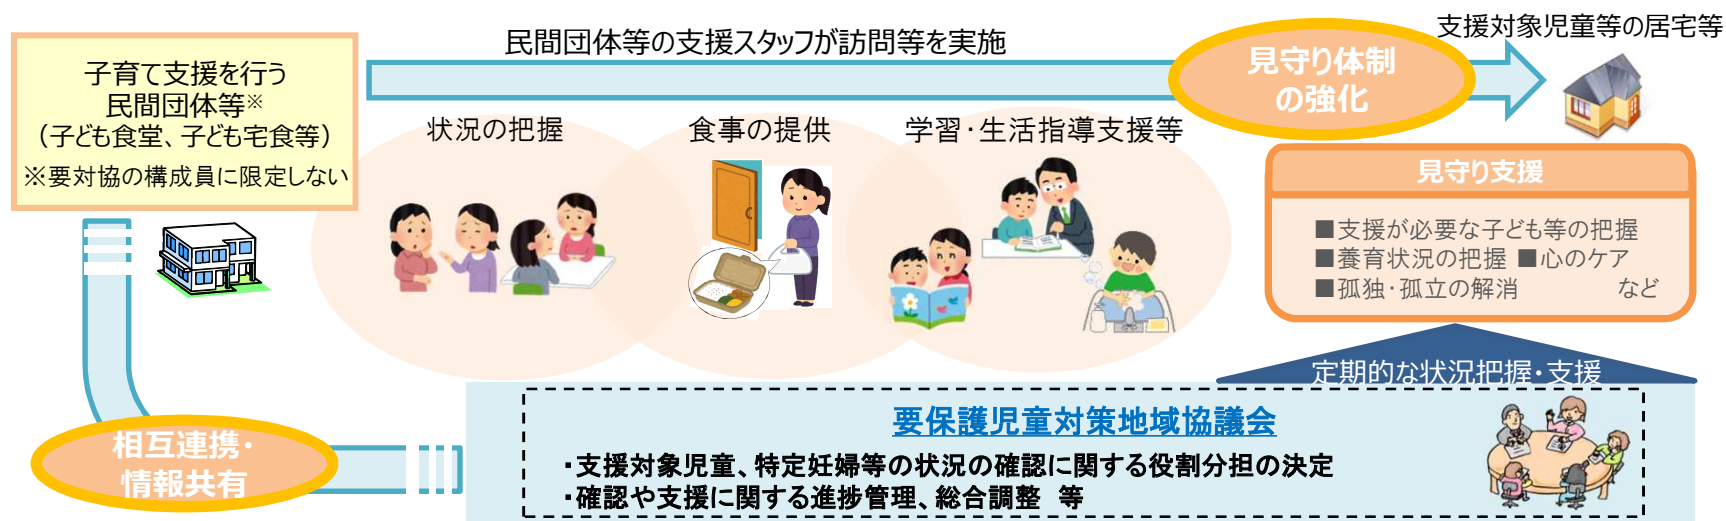 民間団体等の支援スタッフが訪問等を実施
支援対象児童等の居宅等
子育て支援を行う
民間団体等※
（子ども食堂、子ども宅食等）
※要対協の構成員に限定しない
見守り体制
の強化
状況の把握
食事の提供
学習・生活指導支援等
見守り支援
■支援が必要な子ども等の把握
■養育状況の把握 ■心のケア
■孤独・孤立の解消 など
定期的な状況把握・支援
相互連携・
情報共有
要保護児童対策地域協議会
・支援対象児童、特定妊婦等の状況の確認に関する役割分担の決定
・確認や支援に関する進捗管理、総合調整 等